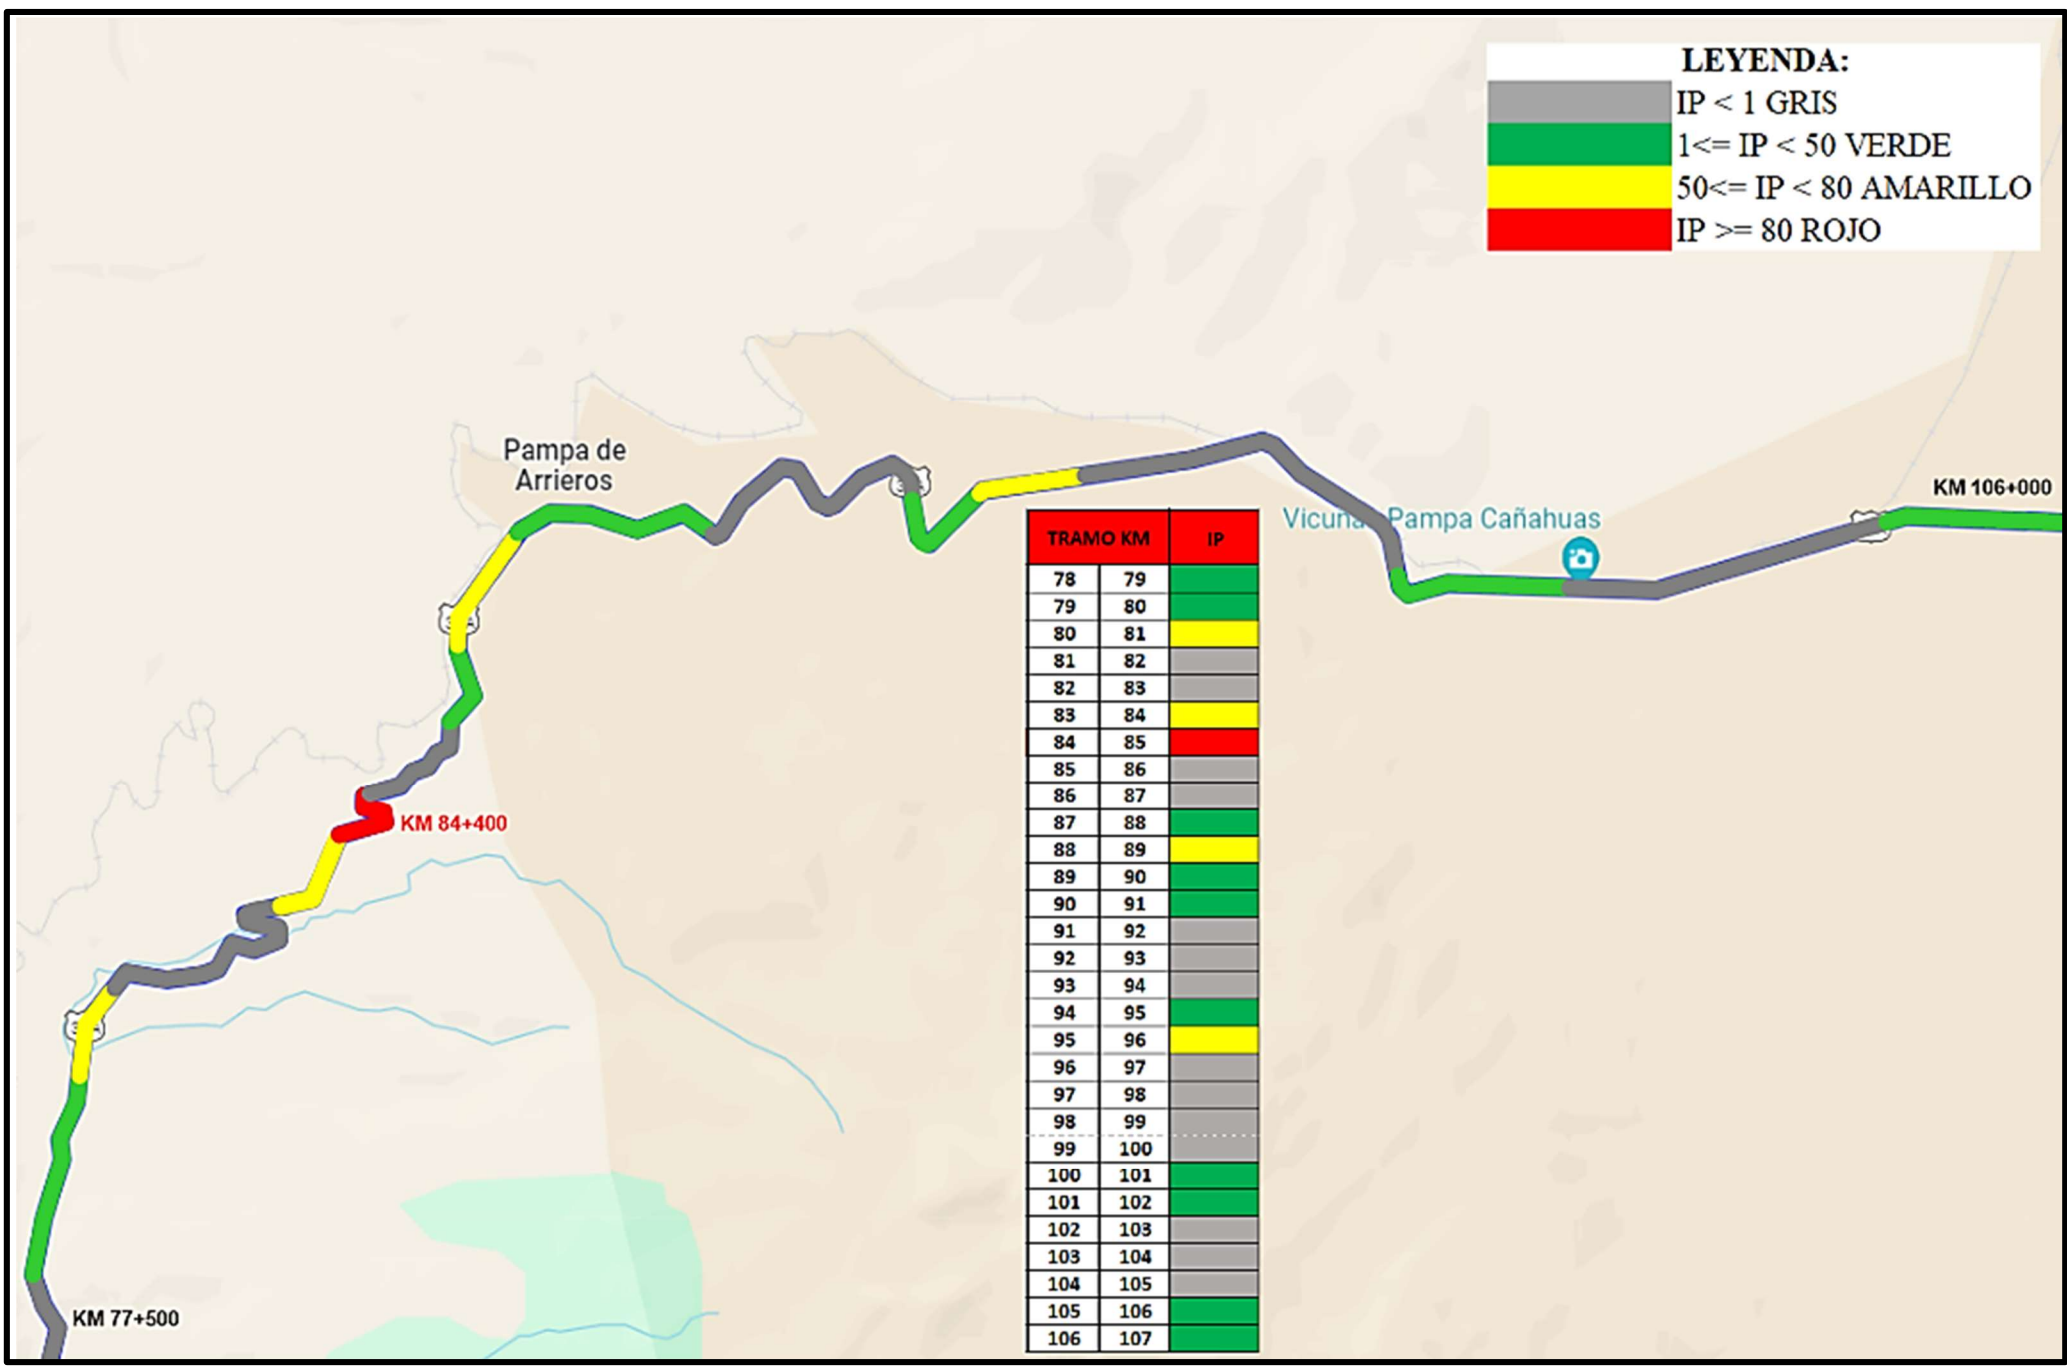 LEYENDA:
IP < 1 GRIS
1<= IP < 50 VERDE
50<= IP < 80 AMARILLO
IP >= 80 ROJO
Pampa de
Arrieros
KM 106+000
Pampa Cañahuas
KM 84+400
KM 77+500
TRAMO KM IP
78 79
79 80
80 81
81 82
82 83
83 84
84 85
85 86
86 87
87 88
88 89
89 90
90 91
91 92
92 93
93 94
94 95
95 96
96 97
97 98
98 99
99 100
100 101
101 102
102 103
103 104
104 105
105 106
106 107